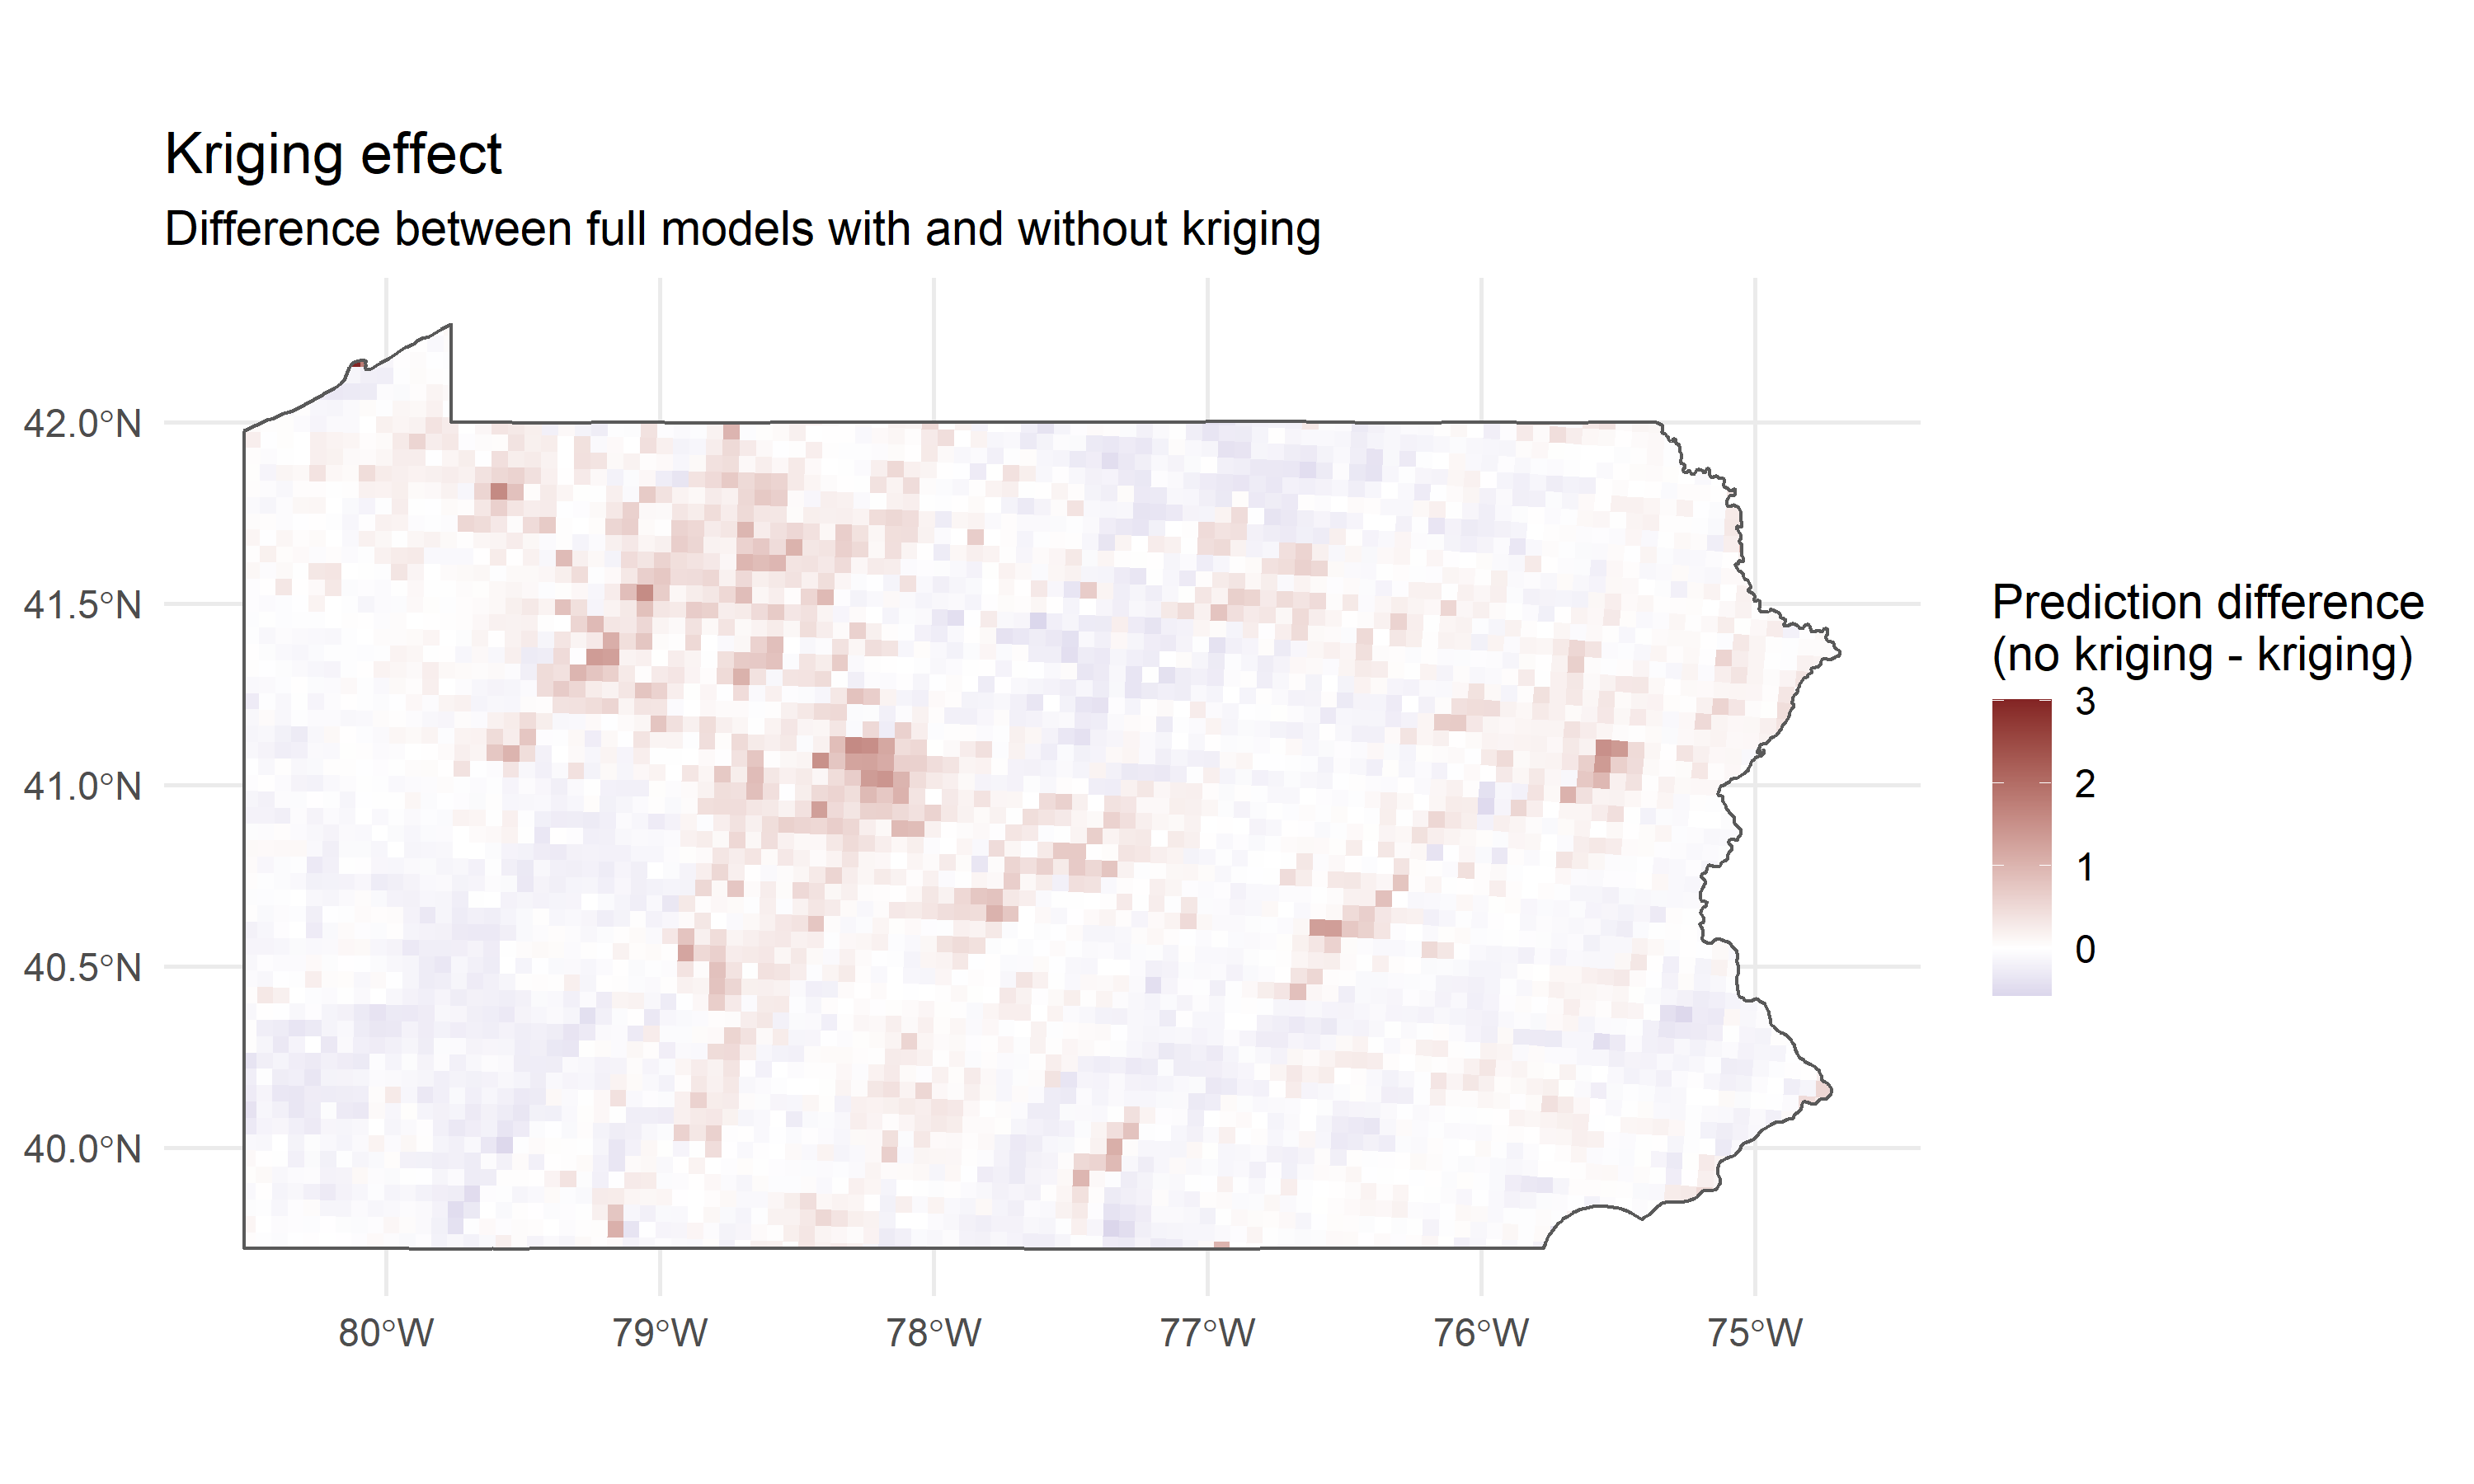 Kriging effect
Difference between full models with and without kriging
42.0°N
41.5°N
41.0°N
40.5°N
40.0°N
80°W
79°W
78°W
77°W
76°W
75°W
Prediction difference
(no kriging - kriging)
3
2
1
0